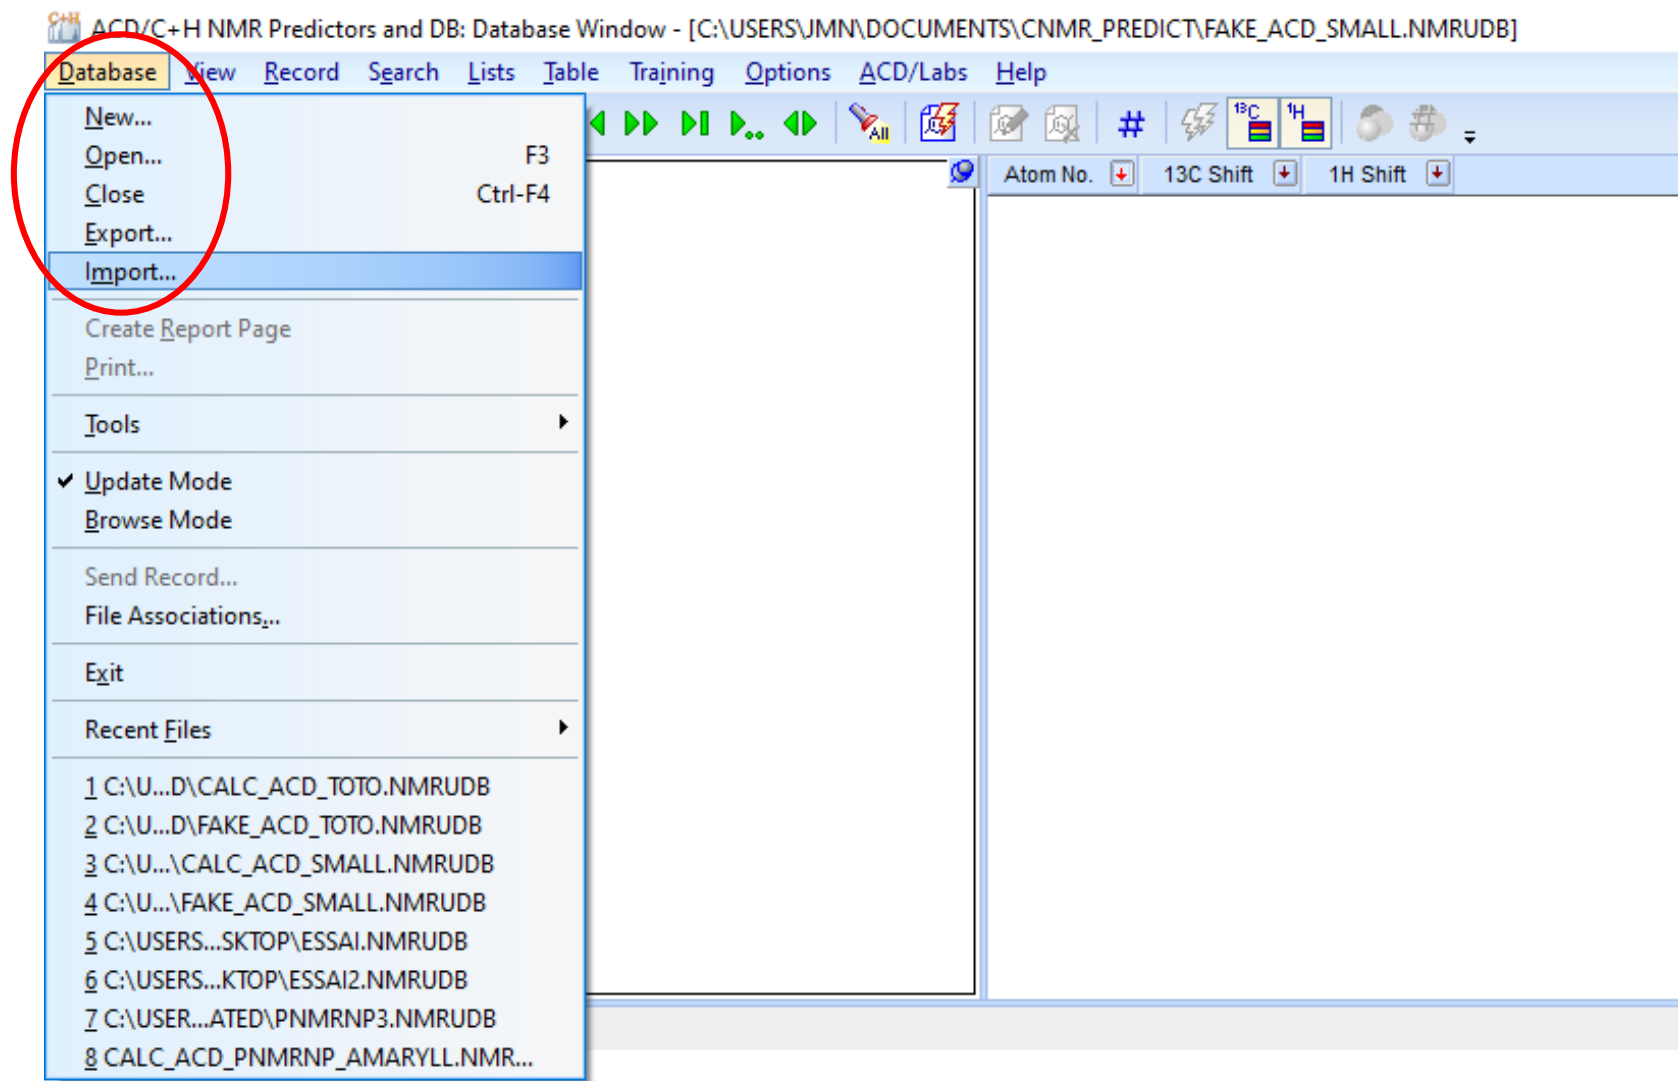 C+H ACD/C+H NMR Predictors and DB: Database Window - [C:\USERS\JMN\DOCUMENTS\CNMR_PREDICT\FAKE_ACD_SMALL.NMRUDB]
Database View Record Search Lists Table Training Options ACD/Labs Help
All # 13C 1H #
New...
Open... F3
Close Ctrl-F4
Export...
Import...
Create Report Page
Print...
Tools
Update Mode
Browse Mode
Send Record...
File Associations...
Exit
Recent Files
1 C:\U...D\CALC_ACD_TOTO.NMRUDB
2 C:\U...D\FAKE_ACD_TOTO.NMRUDB
3 C:\U...\CALC_ACD_SMALL.NMRUDB
4 C:\U...\FAKE_ACD_SMALL.NMRUDB
5 C:\USERS...SKTOP\ESSAI.NMRUDB
6 C:\USERS...KTOP\ESSAI2.NMRUDB
7 C:\USER...ATED\PNMRNP3.NMRUDB
8 CALC_ACD_PNMRNP_AMARYLL.NMR...
Atom No. 13C Shift 1H Shift